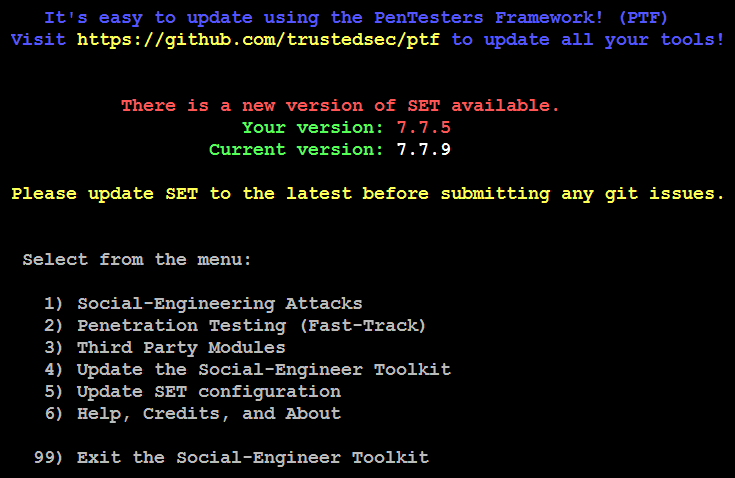 It's easy to update using the PenTesters Framework! (PTF)
Visit https://github.com/trustedsec/ptf to update all your tools!
There is a new version of SET available.
Your version: 7.7.5
Current version: 7.7.9
Please update SET to the latest before submitting any git issues.
Select from the menu:
1) Social-Engineering Attacks
2) Penetration Testing (Fast-Track)
3) Third Party Modules
4) Update the Social-Engineer Toolkit
5) Update SET configuration
6) Help, Credits, and About
99) Exit the Social-Engineer Toolkit